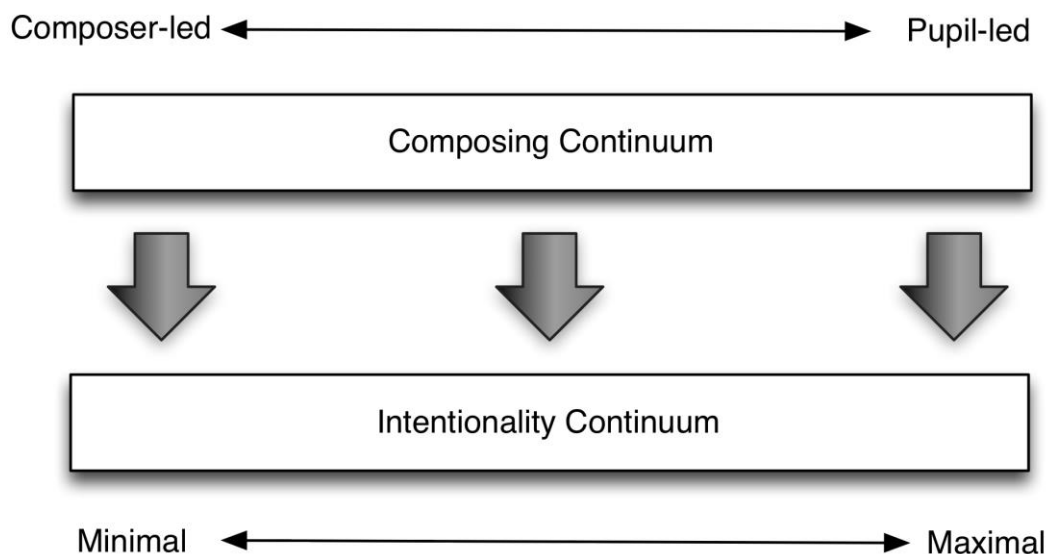 Composer-led Pupil-led
Composing Continuum
Intentionality Continuum
Minimal Maximal